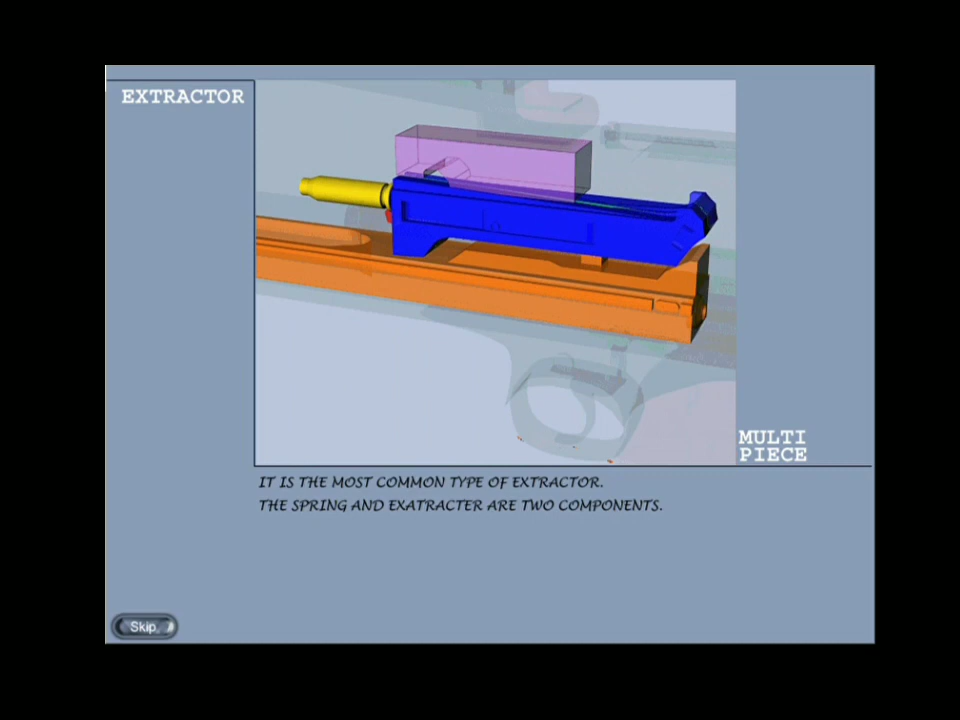 EXTRACTOR
MULTI
PIECE
IT IS THE MOST COMMON TYPE OF EXTRACTOR.
THE SPRING AND EXATRACTER ARE TWO COMPONENTS.
Skip